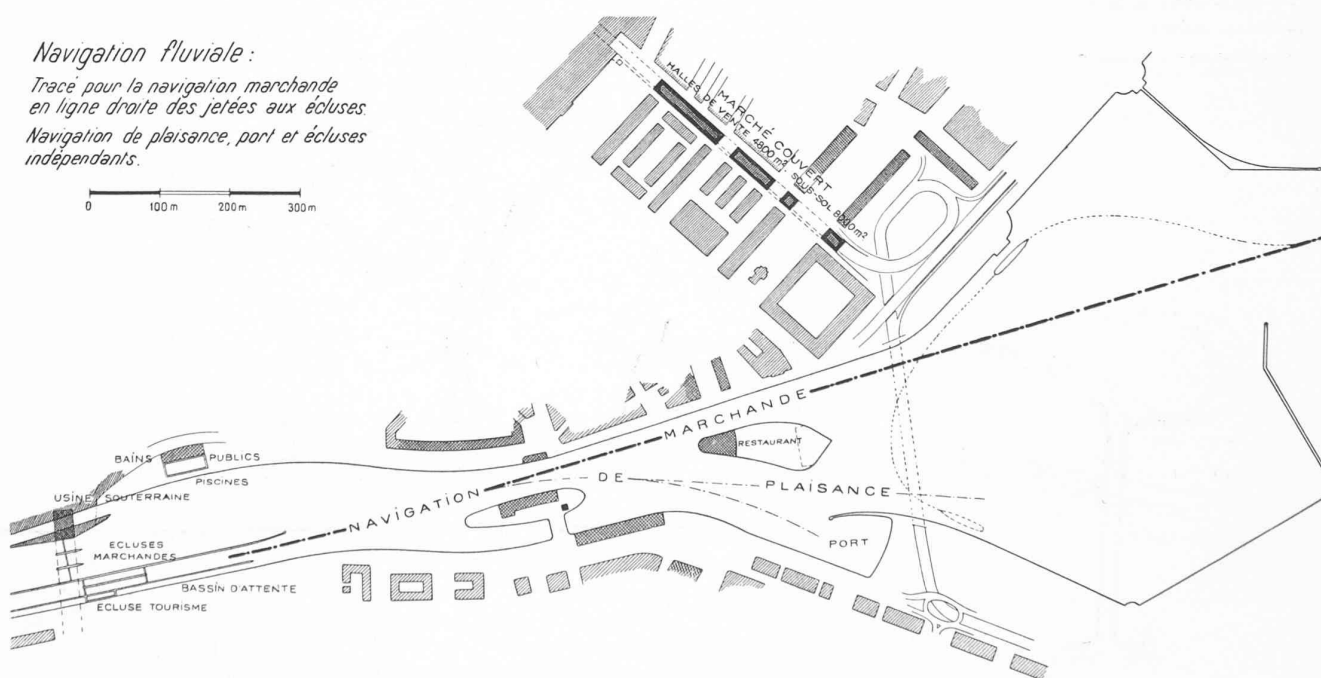 Navigation fluviale :
Tracé pour la navigation marchande
en ligne droite des jetées aux écluses.
Navigation de plaisance, port et écluses
indépendants.
0 100 m 200 m 300 m
MARCHÉ COUVERT
HALLES DE VENTE 4800 m² SOUS-SOL 8000 m²
NAVIGATION MARCHANDE
RESTAURANT
DE PLAISANCE
PORT
BAINS PUBLICS
PISCINES
USINE SOUTERRAINE
ECLUSES
MARCHANDES
BASSIN D'ATTENTE
ECLUSE TOURISME